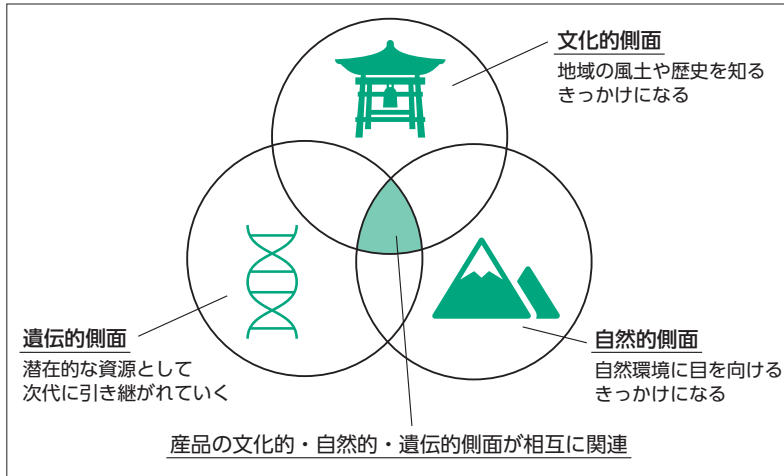 文化的側面
地域の風土や歴史を知る
きっかけになる
遺伝的側面
潜在的な資源として
次代に引き継がれていく
自然的側面
自然環境に目を向ける
きっかけになる
産品の文化的・自然的・遺伝的側面が相互に関連